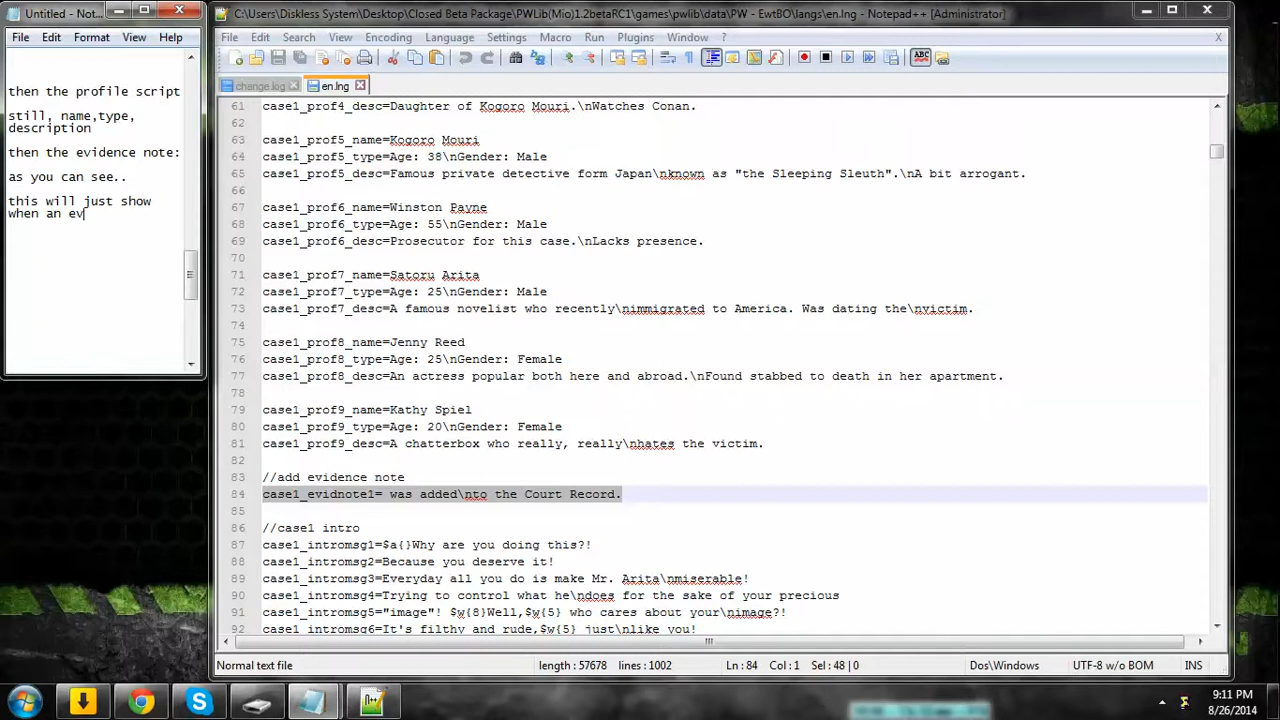 Untitled - Not...
File Edit Format View Help
then the profile script
still, name,type,
description
then the evidence note:
as you can see..
this will just show
when an ev
C:\Users\Diskless System\Desktop\Closed Beta Package\PWLib(Mio)1.2betaRC1\games\pwlib\data\PW - EwtBO\langs\en.lng - Notepad++ [Administrator]
File Edit Search View Encoding Language Settings Macro Run Plugins Window ? X
change.log en.lng
61 case1_prof4_desc=Daughter of Kogoro Mouri.\nWatches Conan.
62
63 case1_prof5_name=Kogoro Mouri
64 case1_prof5_type=Age: 38\nGender: Male
65 case1_prof5_desc=Famous private detective form Japan\nknown as "the Sleeping Sleuth".\nA bit arrogant.
66
67 case1_prof6_name=Winston Payne
68 case1_prof6_type=Age: 55\nGender: Male
69 case1_prof6_desc=Prosecutor for this case.\nLacks presence.
70
71 case1_prof7_name=Satoru Arita
72 case1_prof7_type=Age: 25\nGender: Male
73 case1_prof7_desc=A famous novelist who recently\nimmigrated to America. Was dating the\nvictim.
74
75 case1_prof8_name=Jenny Reed
76 case1_prof8_type=Age: 25\nGender: Female
77 case1_prof8_desc=An actress popular both here and abroad.\nFound stabbed to death in her apartment.
78
79 case1_prof9_name=Kathy Spiel
80 case1_prof9_type=Age: 20\nGender: Female
81 case1_prof9_desc=A chatterbox who really, really\nhates the victim.
82
83 //add evidence note
84 case1_evidnote1= was added\nto the Court Record.
85
86 //case1 intro
87 case1_intromsg1=$a{}Why are you doing this?!
88 case1_intromsg2=Because you deserve it!
89 case1_intromsg3=Everyday all you do is make Mr. Arita\nmiserable!
90 case1_intromsg4=Trying to control what he\ndoes for the sake of your precious
91 case1_intromsg5="image"! $w{8}Well,$w{5} who cares about your\nimage?!
92 case1_intromsg6=It's filthy and rude,$w{5} just\nlike you!
Normal text file length : 57678 lines : 1002 Ln : 84 Col : 1 Sel : 48 | 0 Dos\Windows UTF-8 w/o BOM INS
9:11 PM
8/26/2014